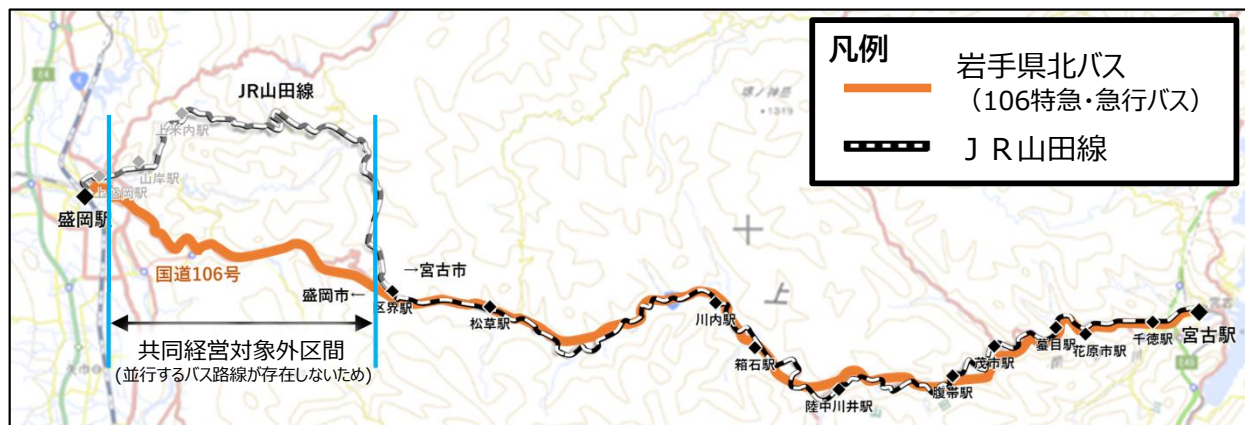 凡例
岩手県北バス
（106特急・急行バス）
ＪＲ山田線
JR山田線
上米内駅
山岸駅
上盛岡駅
盛岡駅
国道106号
→宮古市
盛岡市←
区界駅
松草駅
川内駅
箱石駅
陸中川井駅
腹帯駅
茂市駅
蟇目駅
花原市駅
千徳駅
宮古駅
共同経営対象外区間
(並行するバス路線が存在しないため)
E4
4
・1319
上